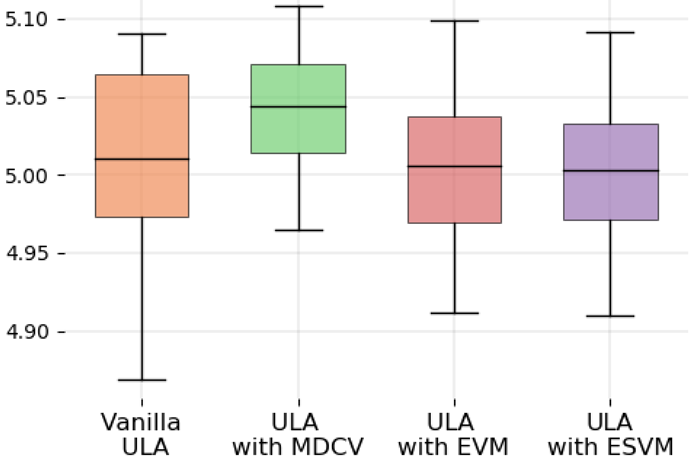 5.10
5.05
5.00
4.95
4.90
Vanilla ULA ULA ULA
ULA with MDCV with EVM with ESVM